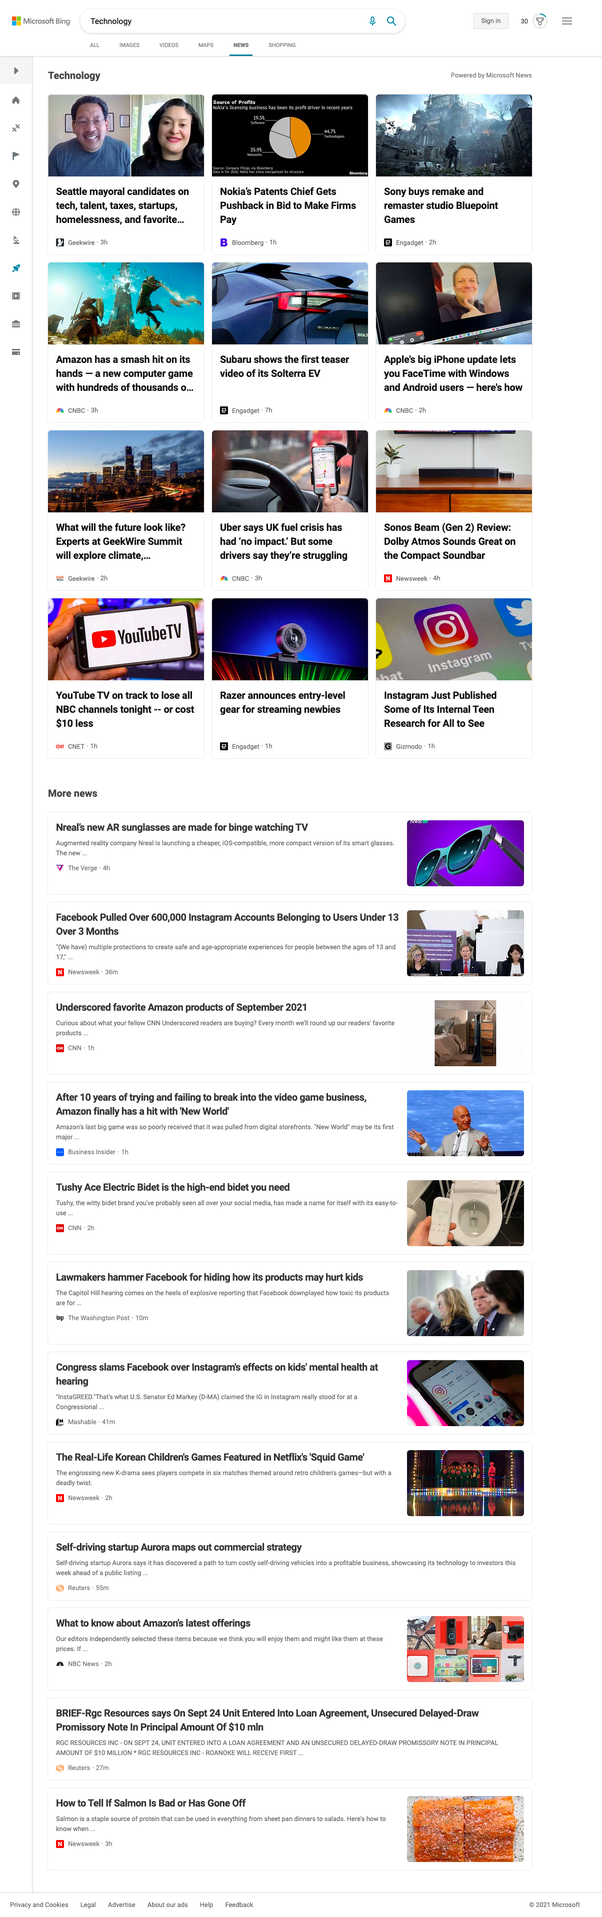 Microsoft Bing
Technology
Sign in
30
ALL IMAGES VIDEOS MAPS NEWS SHOPPING
Technology
Powered by Microsoft News
Seattle mayoral candidates on
tech, talent, taxes, startups,
homelessness, and favorite...
Geekwire · 3h
Source of Profits
Nokia's licensing business has been its profit driver in recent years
19.5%
Software
44.7%
Technologies
35.9%
Networks
Bloomberg
Nokia's Patents Chief Gets
Pushback in Bid to Make Firms
Pay
Bloomberg · 1h
Sony buys remake and
remaster studio Bluepoint
Games
Engadget · 2h
Amazon has a smash hit on its
hands — a new computer game
with hundreds of thousands o...
CNBC · 3h
SUBARU
Subaru shows the first teaser
video of its Solterra EV
Engadget · 7h
Apple's big iPhone update lets
you FaceTime with Windows
and Android users — here's how
CNBC · 2h
What will the future look like?
Experts at GeekWire Summit
will explore climate,...
Geekwire · 2h
Uber says UK fuel crisis has
had 'no impact.' But some
drivers say they're struggling
CNBC · 3h
Sonos Beam (Gen 2) Review:
Dolby Atmos Sounds Great on
the Compact Soundbar
Newsweek · 4h
YouTubeTV
YouTube TV on track to lose all
NBC channels tonight -- or cost
$10 less
CNET · 1h
Razer announces entry-level
gear for streaming newbies
Engadget · 1h
chat
Instagram
Tw
Instagram Just Published
Some of Its Internal Teen
Research for All to See
Gizmodo · 1h
More news
Nreal's new AR sunglasses are made for binge watching TV
Augmented reality company Nreal is launching a cheaper, iOS-compatible, more compact version of its smart glasses.
The new ...
The Verge · 4h
Facebook Pulled Over 600,000 Instagram Accounts Belonging to Users Under 13
Over 3 Months
"(We have) multiple protections to create safe and age-appropriate experiences for people between the ages of 13 and
17," ...
Newsweek · 36m
Underscored favorite Amazon products of September 2021
Curious about what your fellow CNN Underscored readers are buying? Every month we'll round up our readers' favorite
products ...
CNN · 1h
After 10 years of trying and failing to break into the video game business,
Amazon finally has a hit with 'New World'
Amazon's last big game was so poorly received that it was pulled from digital storefronts. "New World" may be its first
major ...
Business Insider · 1h
Tushy Ace Electric Bidet is the high-end bidet you need
Tushy, the witty bidet brand you've probably seen all over your social media, has made a name for itself with its easy-to-
use ...
CNN · 2h
Lawmakers hammer Facebook for hiding how its products may hurt kids
The Capitol Hill hearing comes on the heels of explosive reporting that Facebook downplayed how toxic its products
are for ...
wp The Washington Post · 10m
Congress slams Facebook over Instagram's effects on kids' mental health at
hearing
"InstaGREED."That's what U.S. Senator Ed Markey (D-MA) claimed the IG in Instagram really stood for at a
Congressional ...
Mashable · 41m
The Real-Life Korean Children's Games Featured in Netflix's 'Squid Game'
The engrossing new K-drama sees players compete in six matches themed around retro children's games—but with a
deadly twist.
Newsweek · 2h
Self-driving startup Aurora maps out commercial strategy
Self-driving startup Aurora says it has discovered a path to turn costly self-driving vehicles into a profitable business, showcasing its technology to investors this
week ahead of a public listing ...
Reuters · 55m
What to know about Amazon's latest offerings
Our editors independently selected these items because we think you will enjoy them and might like them at these
prices. If ...
NBC News · 2h
BRIEF-Rgc Resources says On Sept 24 Unit Entered Into Loan Agreement, Unsecured Delayed-Draw
Promissory Note In Principal Amount Of $10 mln
RGC RESOURCES INC - ON SEPT 24, UNIT ENTERED INTO A LOAN AGREEMENT AND AN UNSECURED DELAYED-DRAW PROMISSORY NOTE IN PRINCIPAL
AMOUNT OF $10 MILLION * RGC RESOURCES INC - ROANOKE WILL RECEIVE FIRST ...
Reuters · 27m
How to Tell If Salmon Is Bad or Has Gone Off
Salmon is a staple source of protein that can be used in everything from sheet pan dinners to salads. Here's how to
know when ...
Newsweek · 3h
Privacy and Cookies Legal Advertise About our ads Help Feedback
© 2021 Microsoft